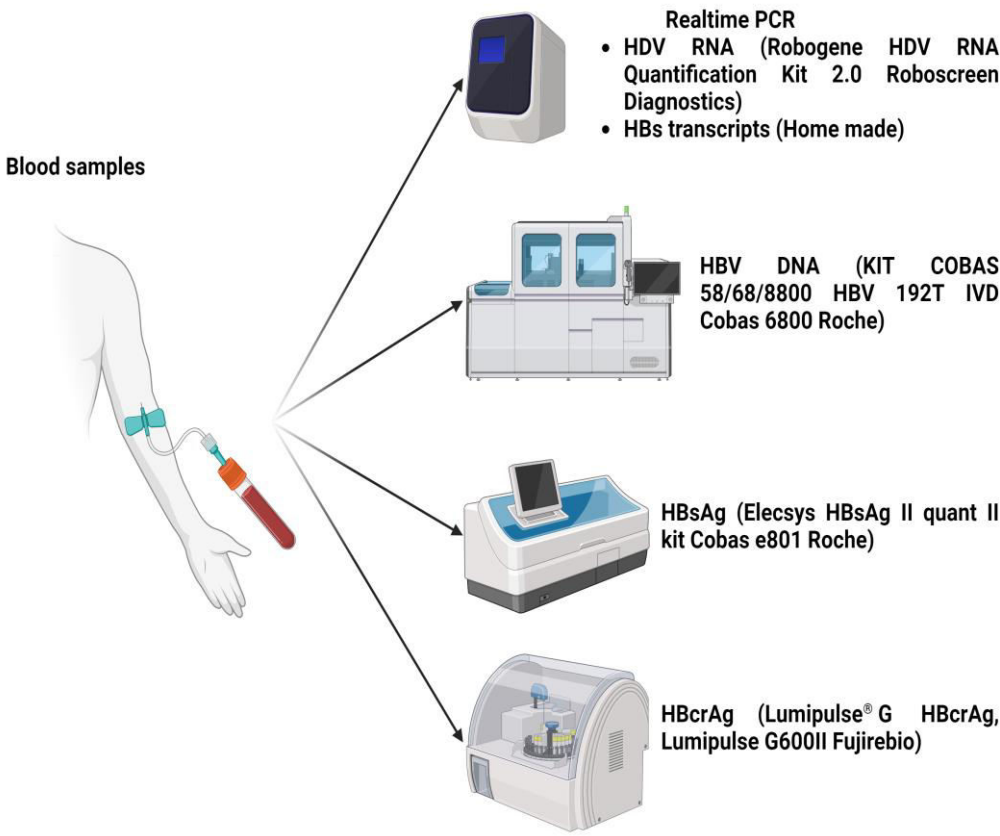 Blood samples
Realtime PCR
• HDV RNA (Robogene HDV RNA
Quantification Kit 2.0 Roboscreen
Diagnostics)
• HBs transcripts (Home made)
HBV DNA (KIT COBAS
58/68/8800 HBV 192T IVD
Cobas 6800 Roche)
HBsAg (Elecsys HBsAg II quant II
kit Cobas e801 Roche)
HBcrAg (Lumipulse® G HBcrAg,
Lumipulse G600II Fujirebio)